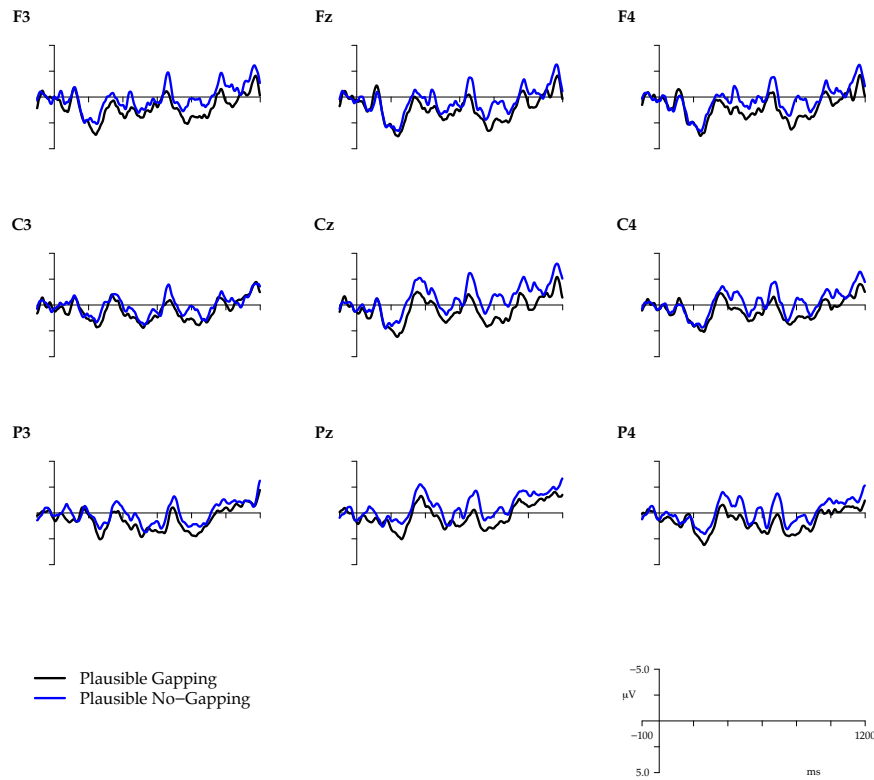 F3 Fz F4
C3 Cz C4
P3 Pz P4
Plausible Gapping
Plausible No−Gapping
−5.0
µV
−100 1200
5.0
ms